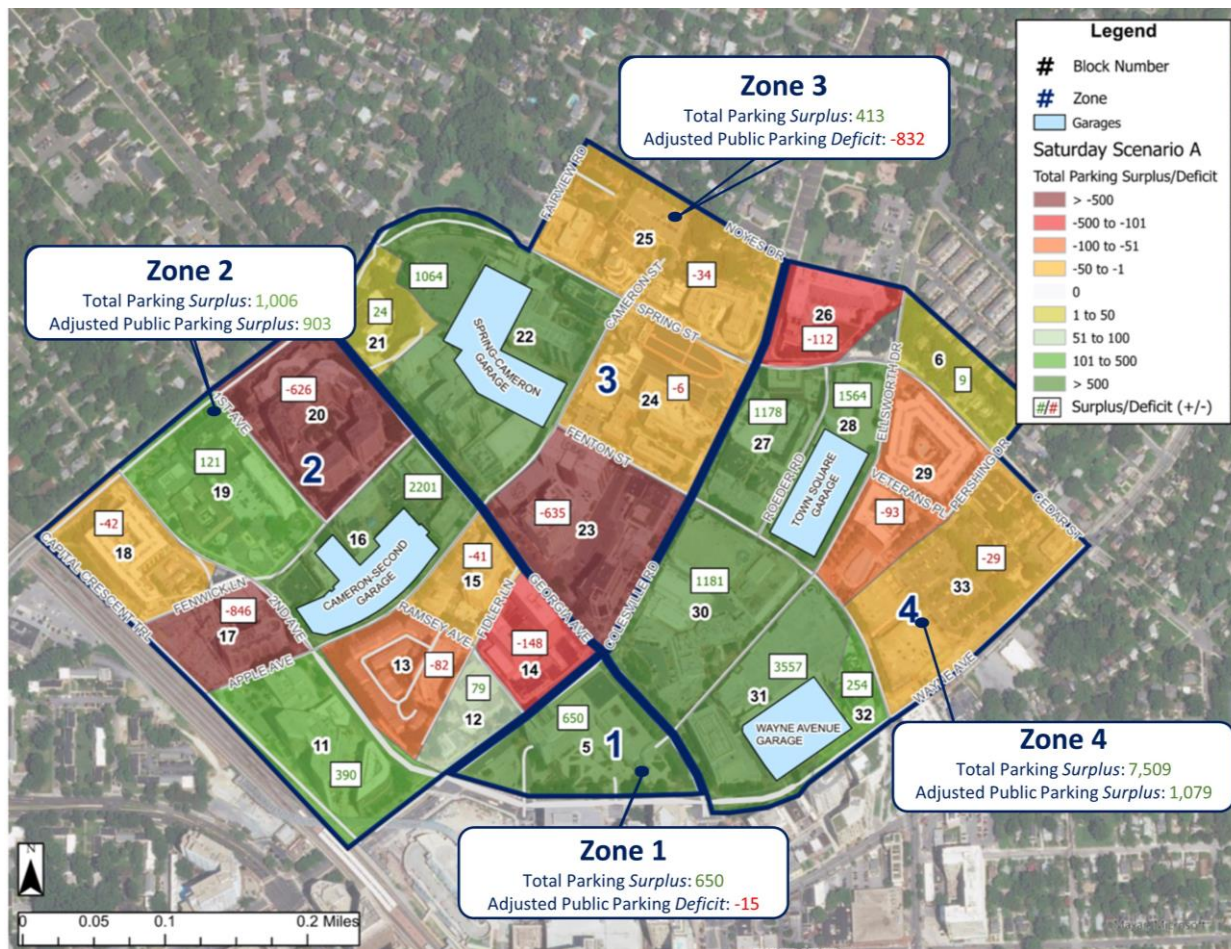 Zone 3
Total Parking Surplus: 413
Adjusted Public Parking Deficit: -832
Legend
# Block Number
# Zone
Garages
Saturday Scenario A
Total Parking Surplus/Deficit
> -500
-500 to -101
-100 to -51
-50 to -1
0
1 to 50
51 to 100
101 to 500
> 500
#/# Surplus/Deficit (+/-)
Zone 2
Total Parking Surplus: 1,006
Adjusted Public Parking Surplus: 903
FAIRVIEW RD
25
NOYES DR
1064
CAMERON ST
-34
24
21
22
SPRING-CAMERON
GARAGE
SPRING ST
26
-112
6
9
-626
20
1ST AVE
3
-6
24
1178
27
1564
28
ELLSWORTH DR
2
121
19
2201
FENTON ST
ROEDER RD
TOWN SQUARE
GARAGE
29
VETERANS PL
PERSHING DR
CEDAR ST
-42
18
16
-635
23
-93
-29
33
CAPITAL CRESCENT TRL
FENWICK LN
2ND AVE
CAMERON-SECOND
GARAGE
-41
15
RAMSEY AVE
FIDLER LN
GEORGIA AVE
COLESVILLE RD
1181
30
4
-846
17
APPLE AVE
13
-82
-148
14
79
12
3557
31
254
32
WAYNE AVE
650
5
1
WAYNE AVENUE
GARAGE
11
390
Zone 4
Total Parking Surplus: 7,509
Adjusted Public Parking Surplus: 1,079
Zone 1
Total Parking Surplus: 650
Adjusted Public Parking Deficit: -15
N
0 0.05 0.1 0.2 Miles